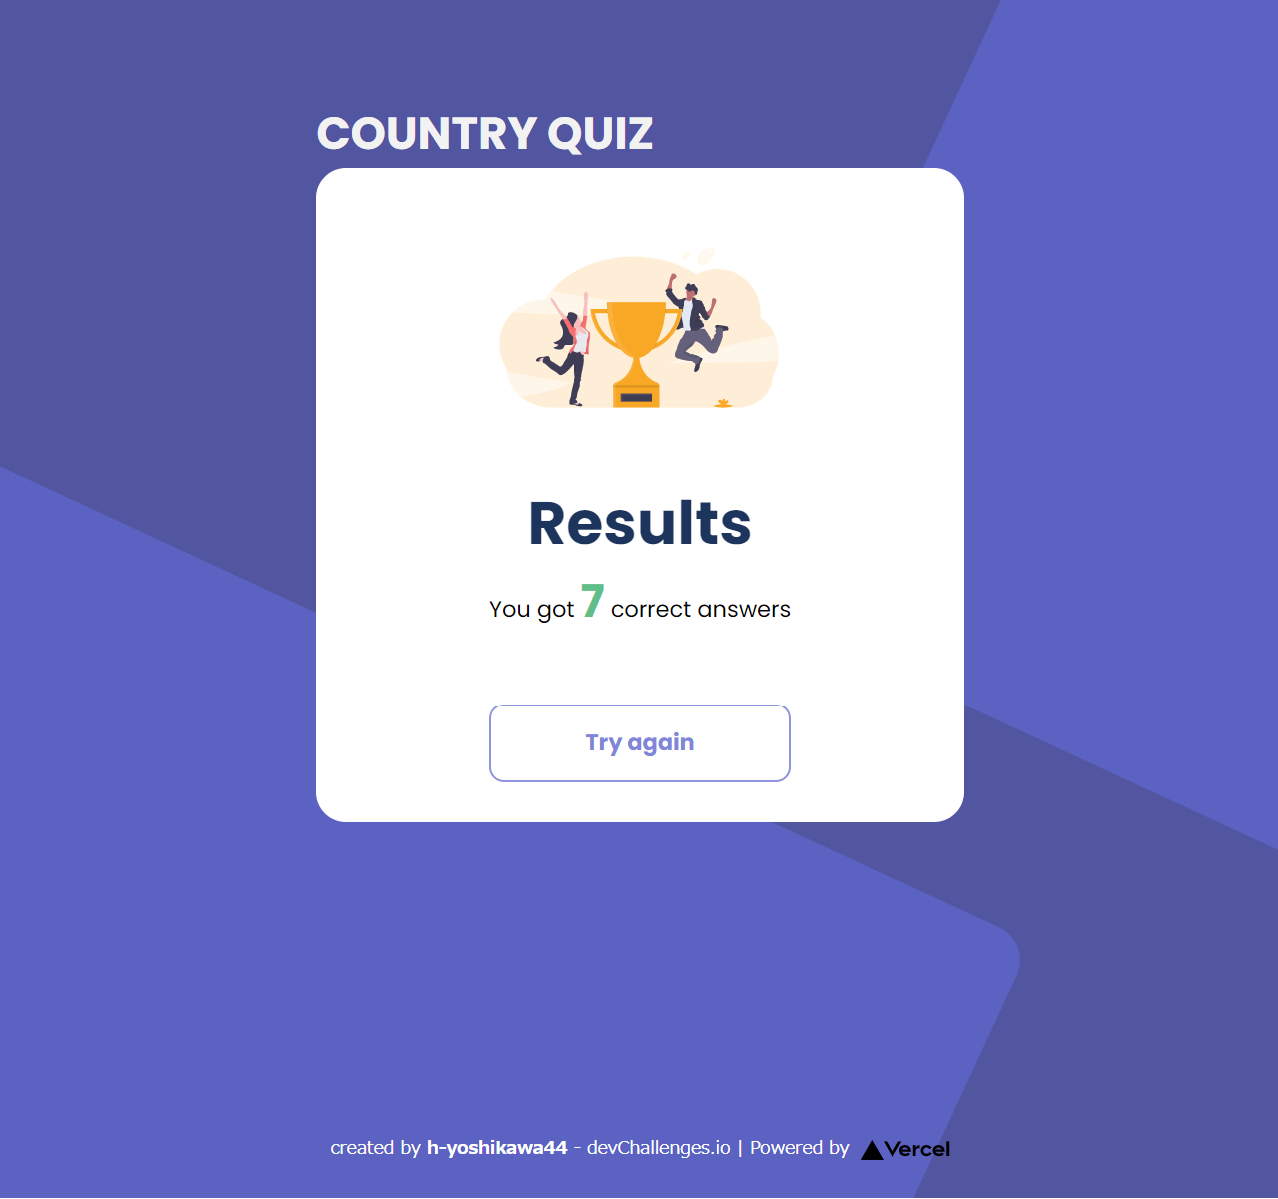 COUNTRY QUIZ
Results
You got 7 correct answers
Try again
created by h-yoshikawa44 - devChallenges.io | Powered by Vercel